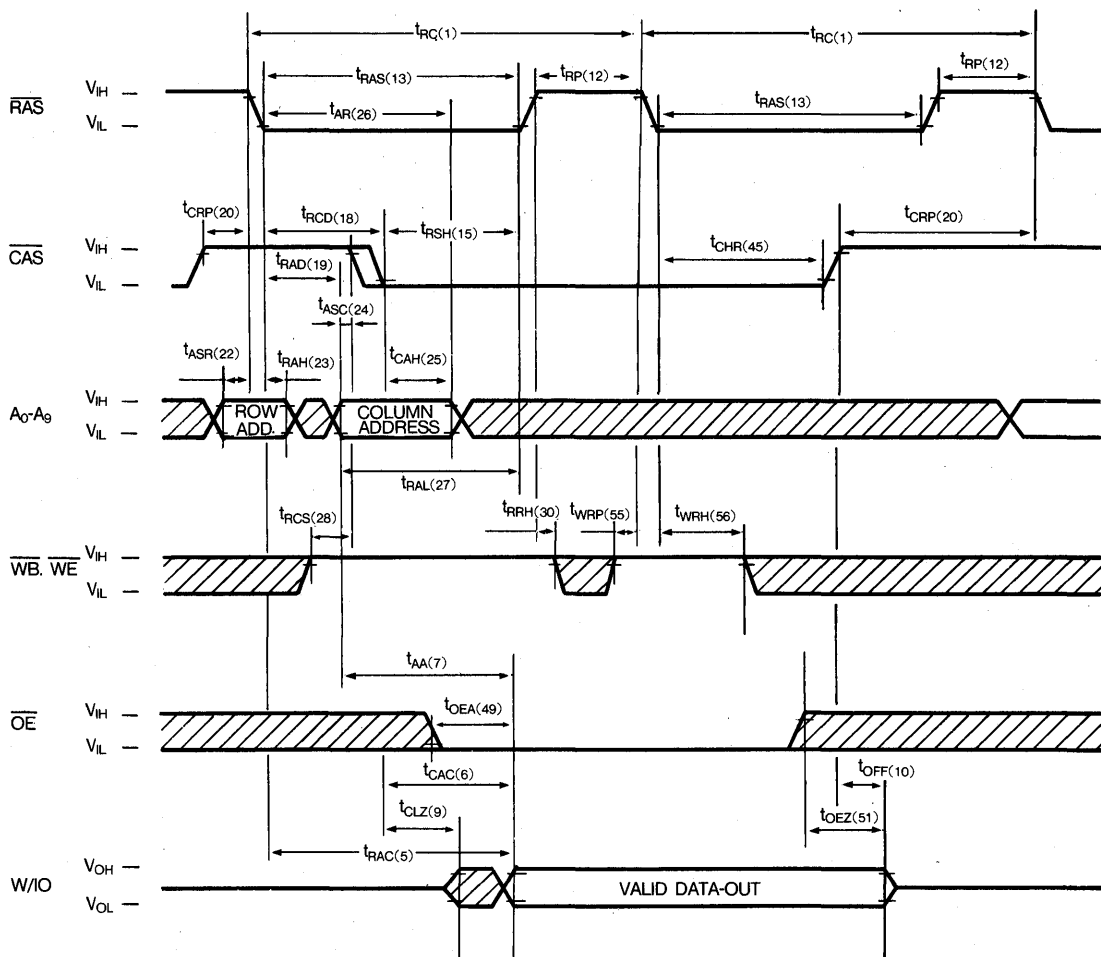 tRC(1) tRC(1)
tRAS(13) tRP(12) tRP(12)
tAR(26) tRAS(13)
RAS VIH VIL
tCRP(20) tRCD(18) tRSH(15) tCRP(20)
CAS VIH VIL
tRAD(19) tCHR(45)
tASC(24)
tASR(22) tRAH(23) tCAH(25)
A0-A9 VIH VIL
ROW ADD.
COLUMN ADDRESS
tRAL(27)
tRCS(28) tRRH(30) tWRP(55) tWRH(56)
WB. WE VIH VIL
tAA(7)
tOEA(49)
OE VIH VIL
tCAC(6) tOFF(10)
tCLZ(9) tOEZ(51)
tRAC(5)
W/IO VOH VOL
VALID DATA-OUT